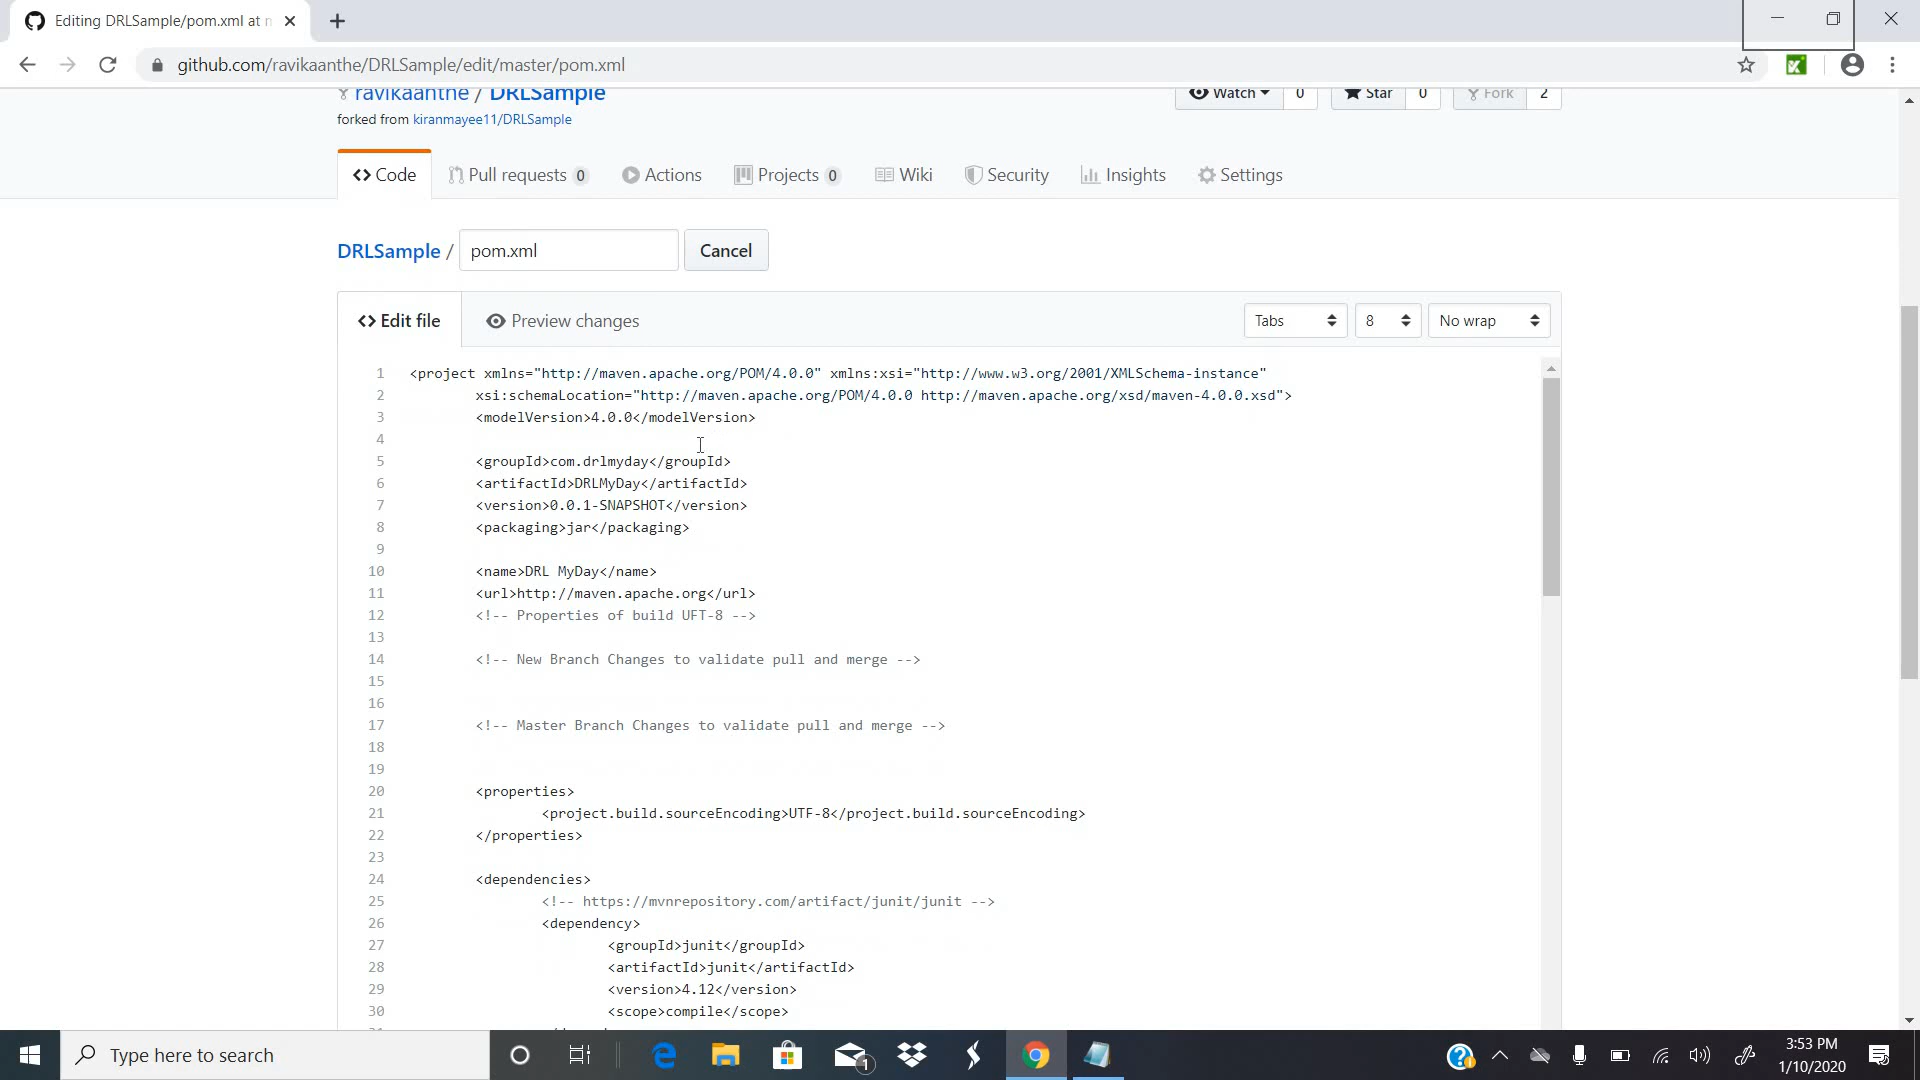 Editing DRLSample/pom.xml at
github.com/ravikaanthe/DRLSample/edit/master/pom.xml
ravikaanthe / DRLSample
Watch 0 Star 0 Fork 2
forked from kiranmayee11/DRLSample
Code Pull requests 0 Actions Projects 0 Wiki Security Insights Settings
DRLSample / pom.xml Cancel
Edit file Preview changes Tabs 8 No wrap
1 <project xmlns="http://maven.apache.org/POM/4.0.0" xmlns:xsi="http://www.w3.org/2001/XMLSchema-instance"
2 xsi:schemaLocation="http://maven.apache.org/POM/4.0.0 http://maven.apache.org/xsd/maven-4.0.0.xsd">
3 <modelVersion>4.0.0</modelVersion>
4
5 <groupId>com.drlmyday</groupId>
6 <artifactId>DRLMyDay</artifactId>
7 <version>0.0.1-SNAPSHOT</version>
8 <packaging>jar</packaging>
9
10 <name>DRL MyDay</name>
11 <url>http://maven.apache.org</url>
12 <!-- Properties of build UFT-8 -->
13
14 <!-- New Branch Changes to validate pull and merge -->
15
16
17 <!-- Master Branch Changes to validate pull and merge -->
18
19
20 <properties>
21 <project.build.sourceEncoding>UTF-8</project.build.sourceEncoding>
22 </properties>
23
24 <dependencies>
25 <!-- https://mvnrepository.com/artifact/junit/junit -->
26 <dependency>
27 <groupId>junit</groupId>
28 <artifactId>junit</artifactId>
29 <version>4.12</version>
30 <scope>compile</scope>
Type here to search
1
3:53 PM
1/10/2020